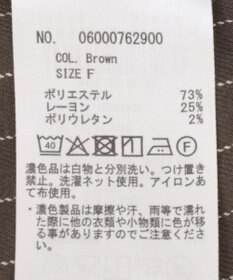 NO. 06000762900
COL. Brown
SIZE F
ポリエステル 73%
レーヨン 25%
ポリウレタン 2%
40 F
濃色品は白物と分別洗い。つけ置き
禁止。洗濯ネット使用。アイロンあ
て布使用。
・濃色製品は摩擦や汗、雨等で濡れ
た際に他の衣類や小物類に色が移
る事がありますのでご注意くださ
い。